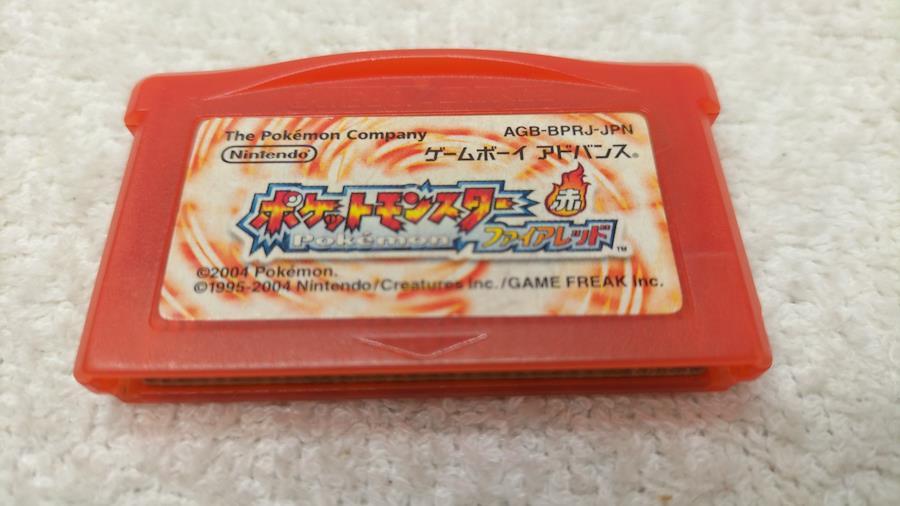 The Pokémon Company
AGB-BPRJ-JPN
Nintendo
ゲームボーイ アドバンス®
ポケットモンスター
赤
Pokémon
ファイアレッド™
©2004 Pokémon.
©1995-2004 Nintendo/Creatures inc./GAME FREAK inc.